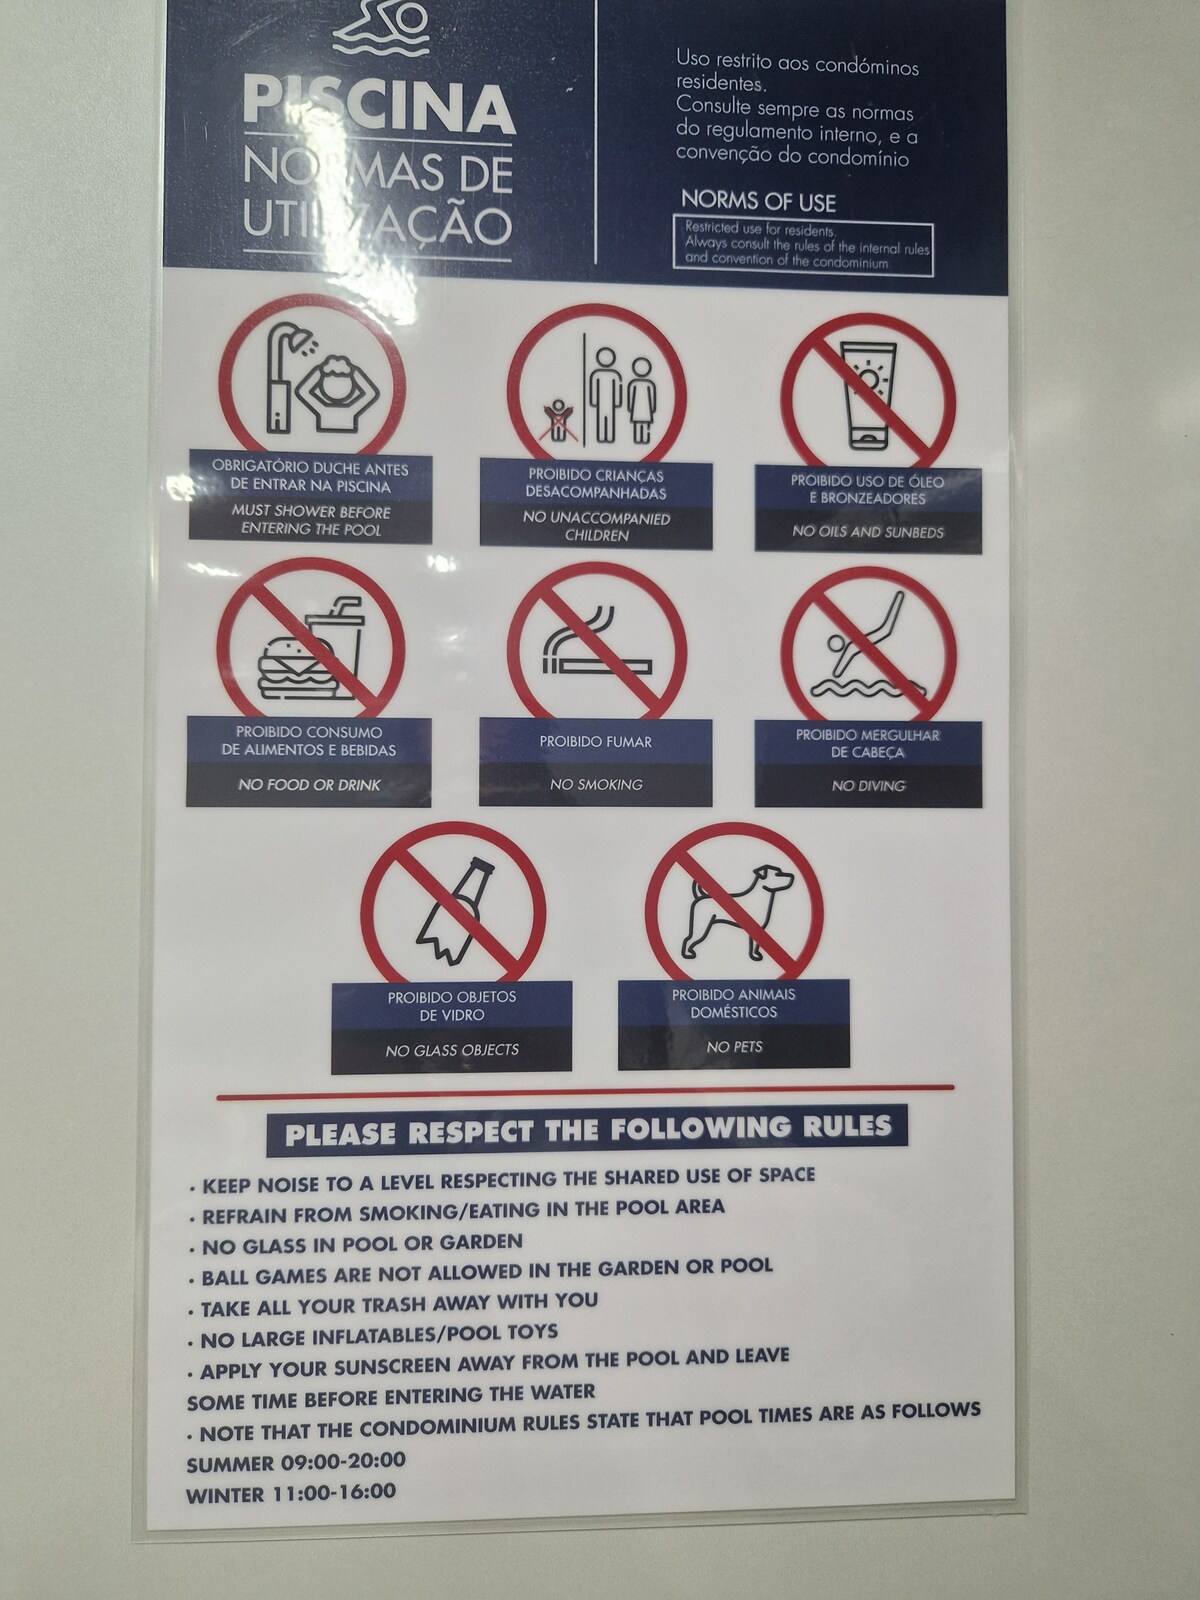 PISCINA
NORMAS DE
UTILIZAÇÃO
Uso restrito aos condóminos
residentes.
Consulte sempre as normas
do regulamento interno, e a
convenção do condomínio
NORMS OF USE
Restricted use for residents.
Always consult the rules of the internal rules
and convention of the condominium
OBRIGATÓRIO DUCHE ANTES
DE ENTRAR NA PISCINA
MUST SHOWER BEFORE
ENTERING THE POOL
PROIBIDO CRIANÇAS
DESACOMPANHADAS
NO UNACCOMPANIED
CHILDREN
PROIBIDO USO DE ÓLEO
E BRONZEADORES
NO OILS AND SUNBEDS
PROIBIDO CONSUMO
DE ALIMENTOS E BEBIDAS
NO FOOD OR DRINK
PROIBIDO FUMAR
NO SMOKING
PROIBIDO MERGULHAR
DE CABEÇA
NO DIVING
PROIBIDO OBJETOS
DE VIDRO
NO GLASS OBJECTS
PROIBIDO ANIMAIS
DOMÉSTICOS
NO PETS
PLEASE RESPECT THE FOLLOWING RULES
• KEEP NOISE TO A LEVEL RESPECTING THE SHARED USE OF SPACE
• REFRAIN FROM SMOKING/EATING IN THE POOL AREA
• NO GLASS IN POOL OR GARDEN
• BALL GAMES ARE NOT ALLOWED IN THE GARDEN OR POOL
• TAKE ALL YOUR TRASH AWAY WITH YOU
• NO LARGE INFLATABLES/POOL TOYS
• APPLY YOUR SUNSCREEN AWAY FROM THE POOL AND LEAVE
SOME TIME BEFORE ENTERING THE WATER
• NOTE THAT THE CONDOMINIUM RULES STATE THAT POOL TIMES ARE AS FOLLOWS
SUMMER 09:00-20:00
WINTER 11:00-16:00